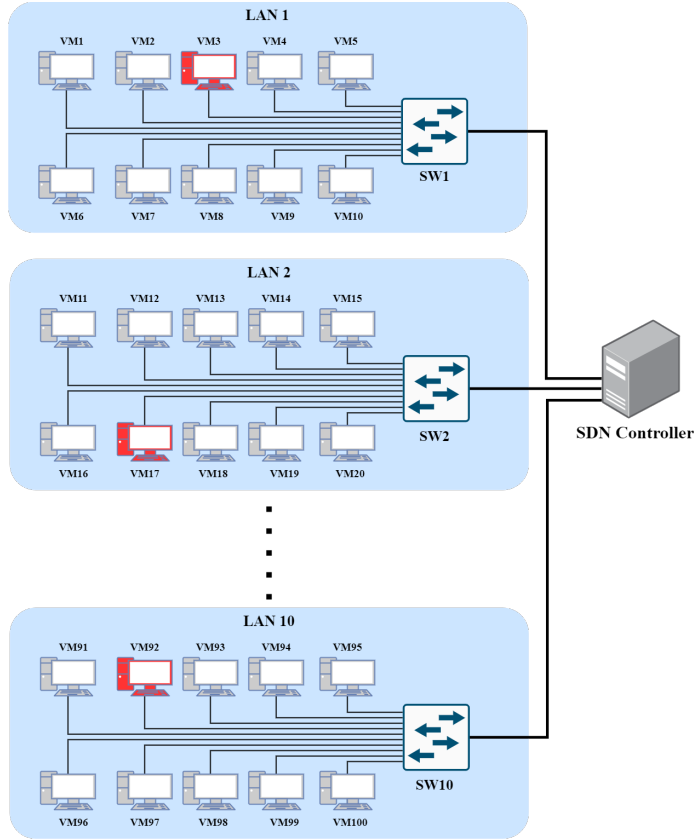 LAN 1
VM1 VM2 VM3 VM4 VM5
SW1
VM6 VM7 VM8 VM9 VM10
LAN 2
VM11 VM12 VM13 VM14 VM15
SW2
SDN Controller
VM16 VM17 VM18 VM19 VM20
LAN 10
VM91 VM92 VM93 VM94 VM95
SW10
VM96 VM97 VM98 VM99 VM100